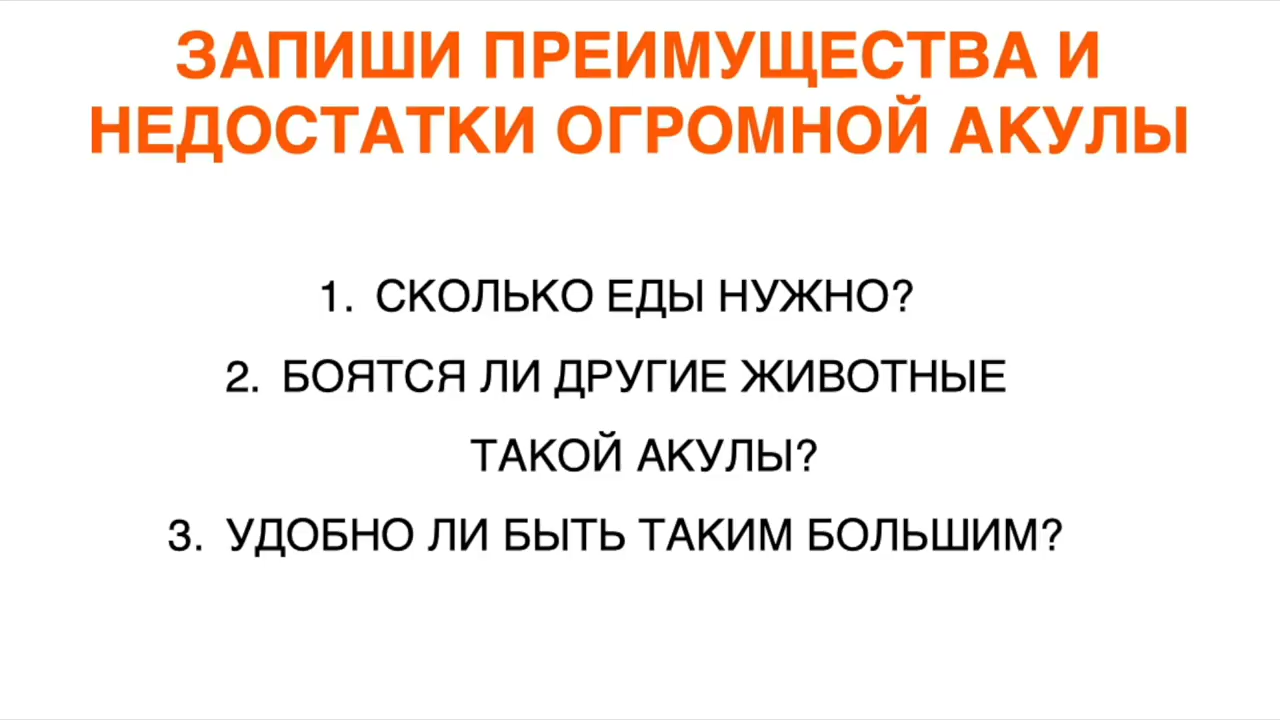 ЗАПИШИ ПРЕИМУЩЕСТВА И
НЕДОСТАТКИ ОГРОМНОЙ АКУЛЫ
1. СКОЛЬКО ЕДЫ НУЖНО?
2. БОЯТСЯ ЛИ ДРУГИЕ ЖИВОТНЫЕ
ТАКОЙ АКУЛЫ?
3. УДОБНО ЛИ БЫТЬ ТАКИМ БОЛЬШИМ?